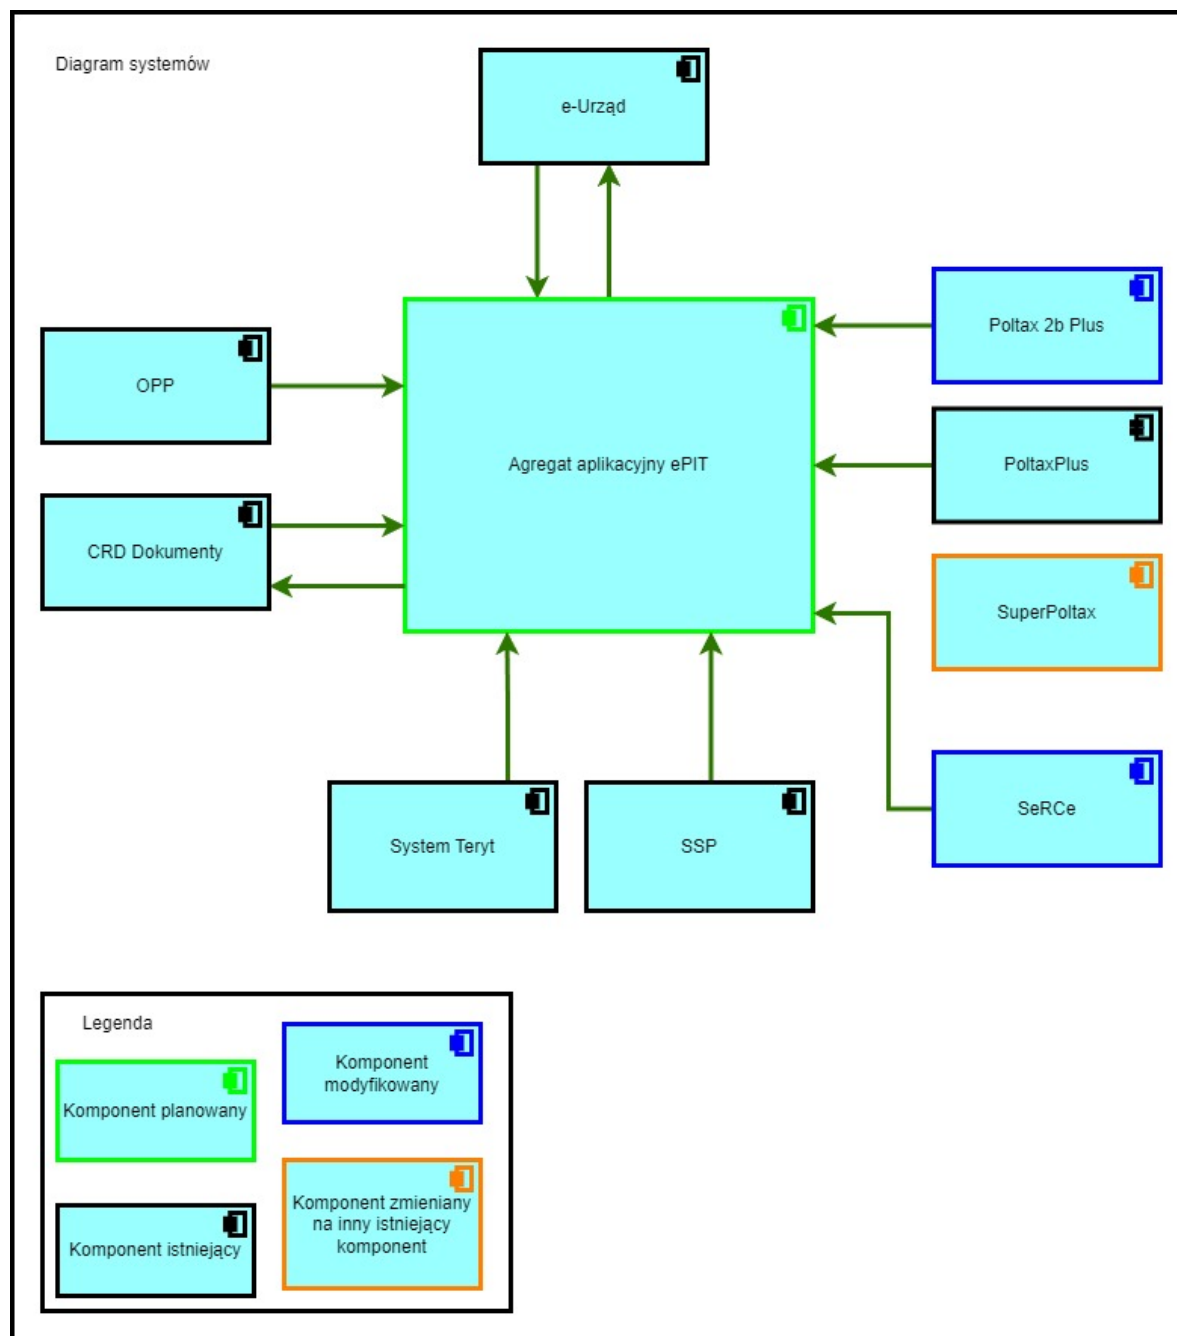 Diagram systemów
e-Urząd
Poltax 2b Plus
OPP
Agregat aplikacyjny ePIT
PoltaxPlus
CRD Dokumenty
SuperPoltax
System Teryt
SSP
SeRCe
Legenda
Komponent
modyfikowany
Komponent planowany
Komponent zmieniany
na inny istniejący
komponent
Komponent istniejący